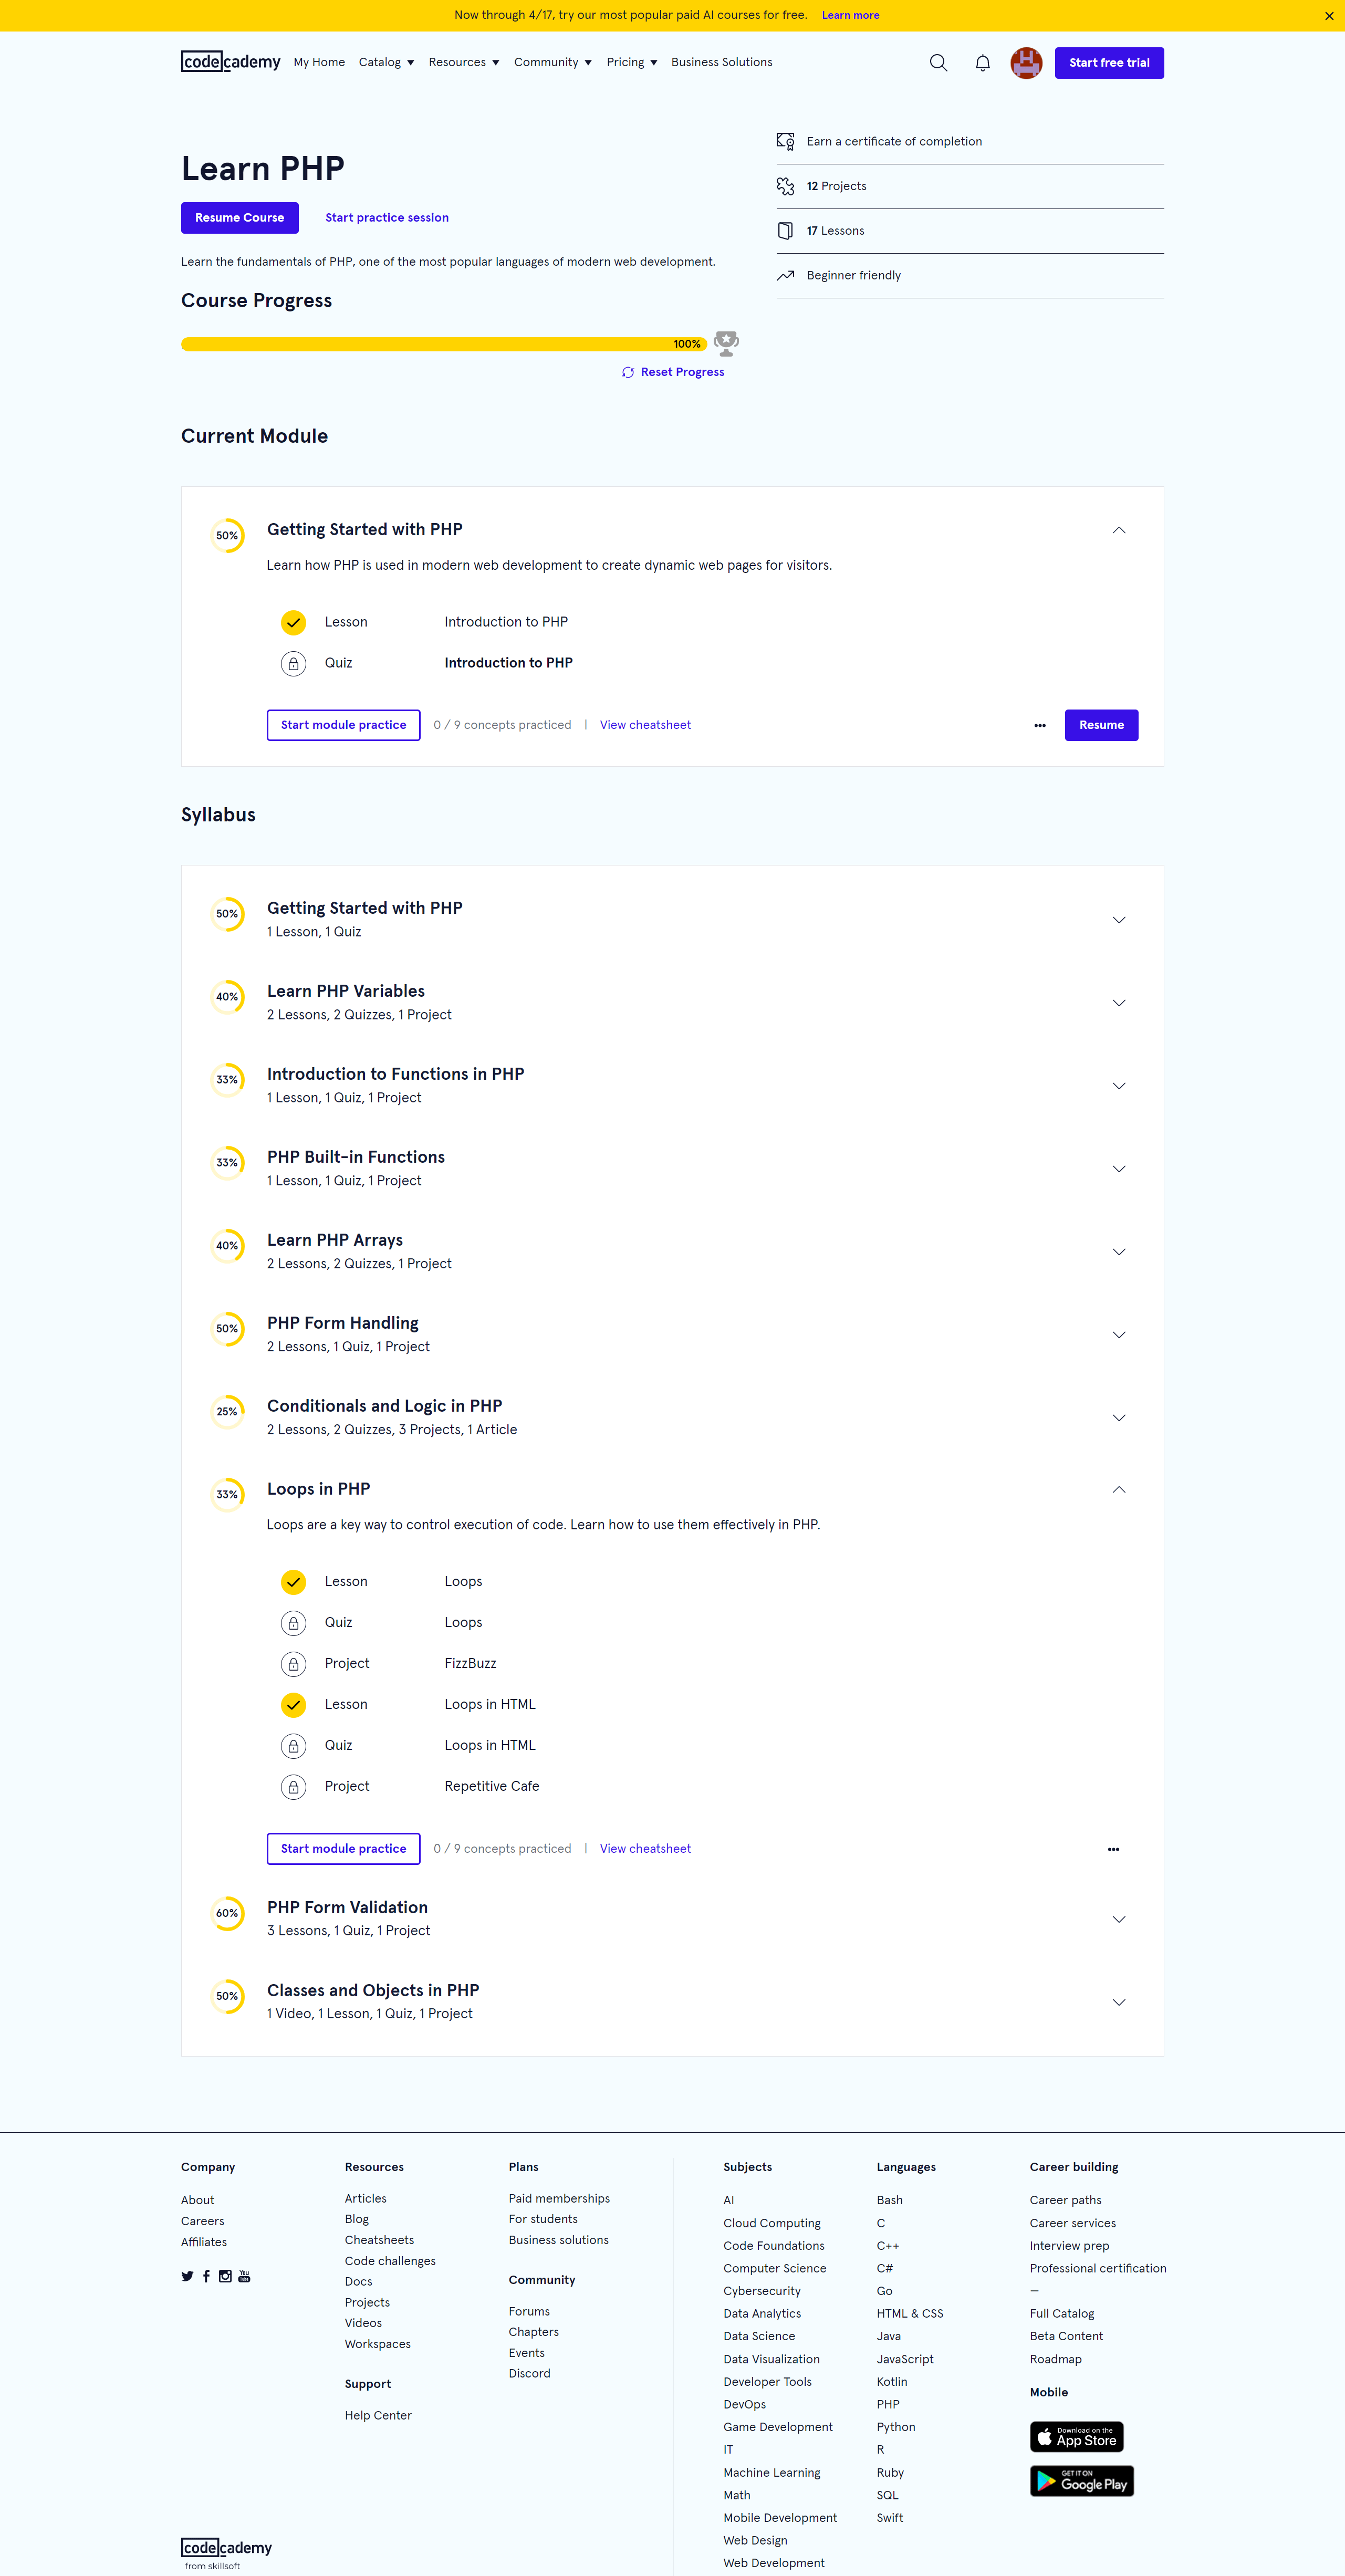 Now through 4/17, try our most popular paid AI courses for free. Learn more
codecademy My Home Catalog Resources Community Pricing Business Solutions Start free trial
Learn PHP
Resume Course Start practice session
Learn the fundamentals of PHP, one of the most popular languages of modern web development.
Course Progress
100%
Reset Progress
Earn a certificate of completion
12 Projects
17 Lessons
Beginner friendly
Current Module
50% Getting Started with PHP
Learn how PHP is used in modern web development to create dynamic web pages for visitors.
Lesson Introduction to PHP
Quiz Introduction to PHP
Start module practice 0 / 9 concepts practiced | View cheatsheet ••• Resume
Syllabus
50% Getting Started with PHP
1 Lesson, 1 Quiz
40% Learn PHP Variables
2 Lessons, 2 Quizzes, 1 Project
33% Introduction to Functions in PHP
1 Lesson, 1 Quiz, 1 Project
33% PHP Built-in Functions
1 Lesson, 1 Quiz, 1 Project
40% Learn PHP Arrays
2 Lessons, 2 Quizzes, 1 Project
50% PHP Form Handling
2 Lessons, 1 Quiz, 1 Project
25% Conditionals and Logic in PHP
2 Lessons, 2 Quizzes, 3 Projects, 1 Article
33% Loops in PHP
Loops are a key way to control execution of code. Learn how to use them effectively in PHP.
Lesson Loops
Quiz Loops
Project FizzBuzz
Lesson Loops in HTML
Quiz Loops in HTML
Project Repetitive Cafe
Start module practice 0 / 9 concepts practiced | View cheatsheet •••
60% PHP Form Validation
3 Lessons, 1 Quiz, 1 Project
50% Classes and Objects in PHP
1 Video, 1 Lesson, 1 Quiz, 1 Project
Company
About
Careers
Affiliates
You Tube
Resources
Articles
Blog
Cheatsheets
Code challenges
Docs
Projects
Videos
Workspaces
Support
Help Center
Plans
Paid memberships
For students
Business solutions
Community
Forums
Chapters
Events
Discord
Subjects
AI
Cloud Computing
Code Foundations
Computer Science
Cybersecurity
Data Analytics
Data Science
Data Visualization
Developer Tools
DevOps
Game Development
IT
Machine Learning
Math
Mobile Development
Web Design
Web Development
Languages
Bash
C
C++
C#
Go
HTML & CSS
Java
JavaScript
Kotlin
PHP
Python
R
Ruby
SQL
Swift
Career building
Career paths
Career services
Interview prep
Professional certification
—
Full Catalog
Beta Content
Roadmap
Mobile
Download on the
App Store
GET IT ON
Google Play
codecademy
from skillsoft